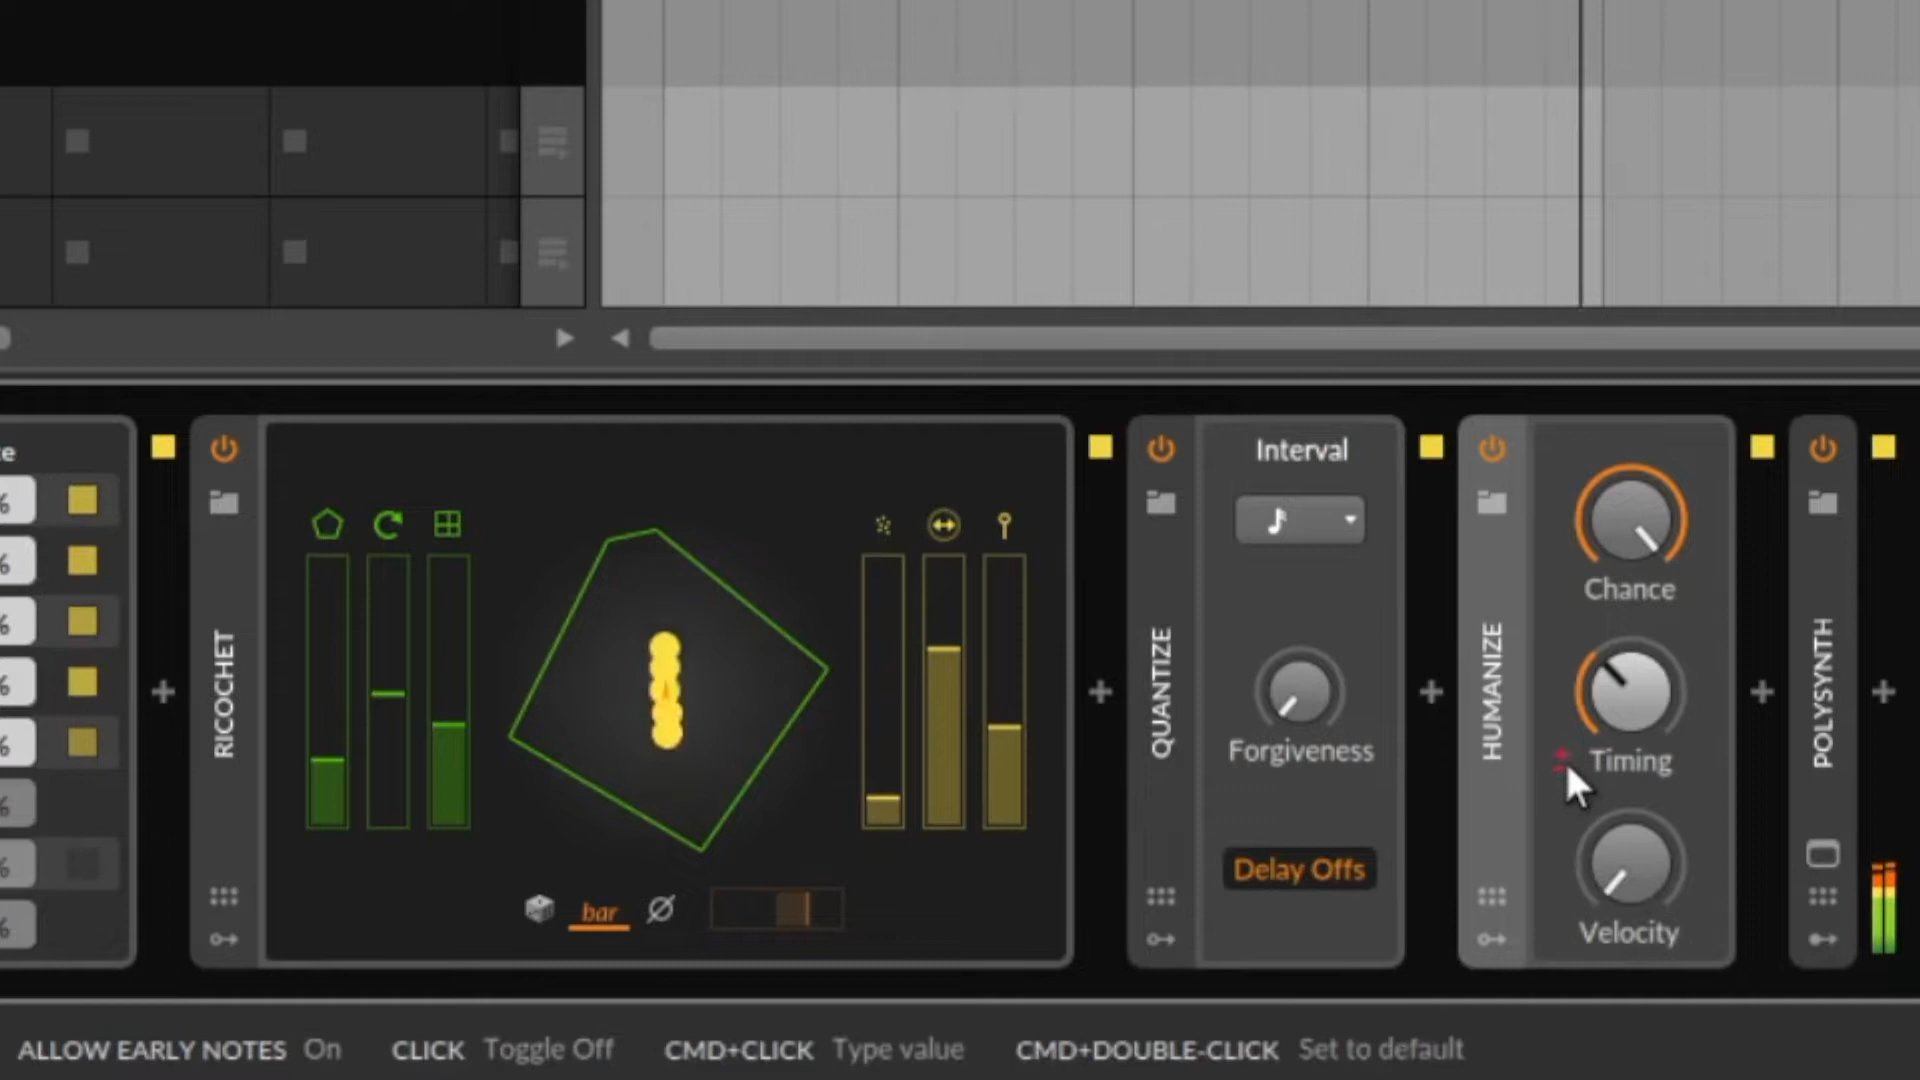 e
%
%
%
%
%
%
%
%
RICOCHET
bar
QUANTIZE
Interval
Forgiveness
Delay Offs
HUMANIZE
Chance
Timing
Velocity
POLYSYNTH
ALLOW EARLY NOTES On CLICK Toggle Off CMD+CLICK Type value CMD+DOUBLE-CLICK Set to default